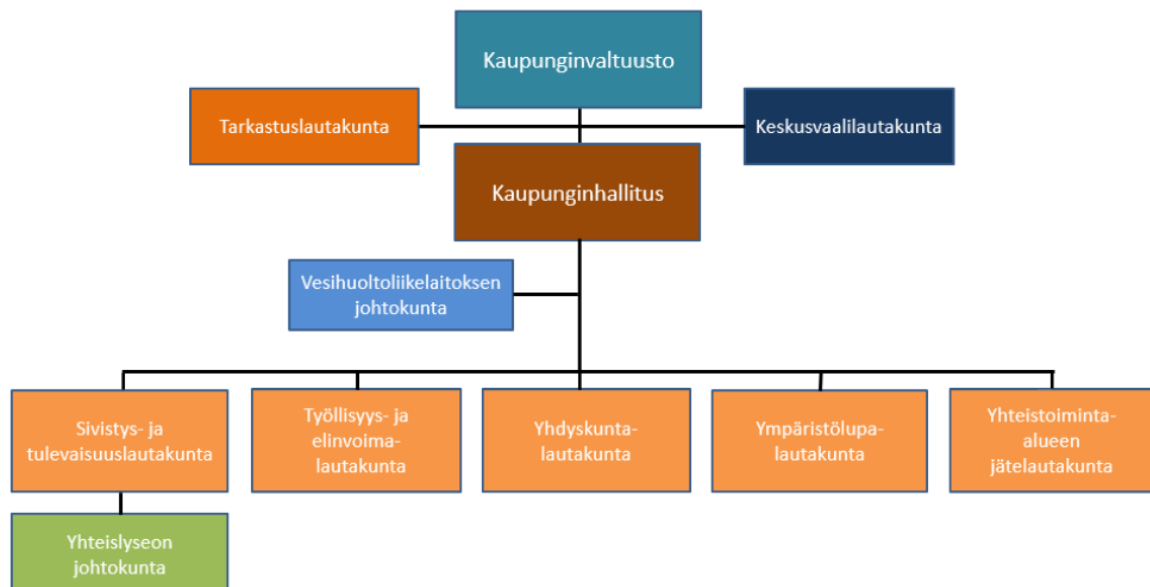 Kaupunginvaltuusto
Tarkastuslautakunta
Keskusvaalilautakunta
Kaupunginhallitus
Vesihuoltoliikelaitoksen
johtokunta
Sivistys- ja
tulevaisuuslautakunta
Työllisyys- ja
elinvoima-
lautakunta
Yhdyskunta-
lautakunta
Ympäristölupa-
lautakunta
Yhteistoiminta-
alueen
jätelautakunta
Yhteislyseon
johtokunta